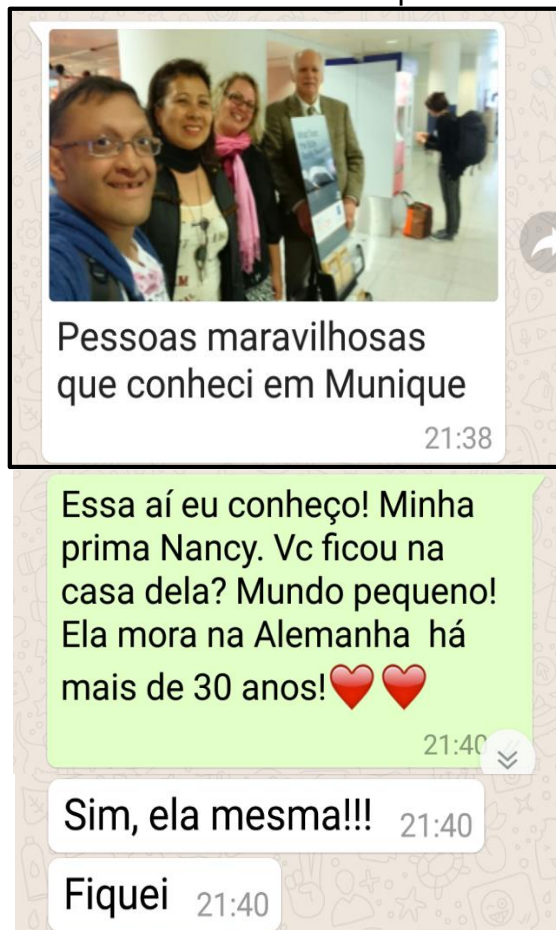 Pessoas maravilhosas
que conheci em Munique
21:38
Essa aí eu conheço! Minha
prima Nancy. Vc ficou na
casa dela? Mundo pequeno!
Ela mora na Alemanha há
mais de 30 anos!❤️❤️
21:40
Sim, ela mesma!!! 21:40
Fiquei 21:40